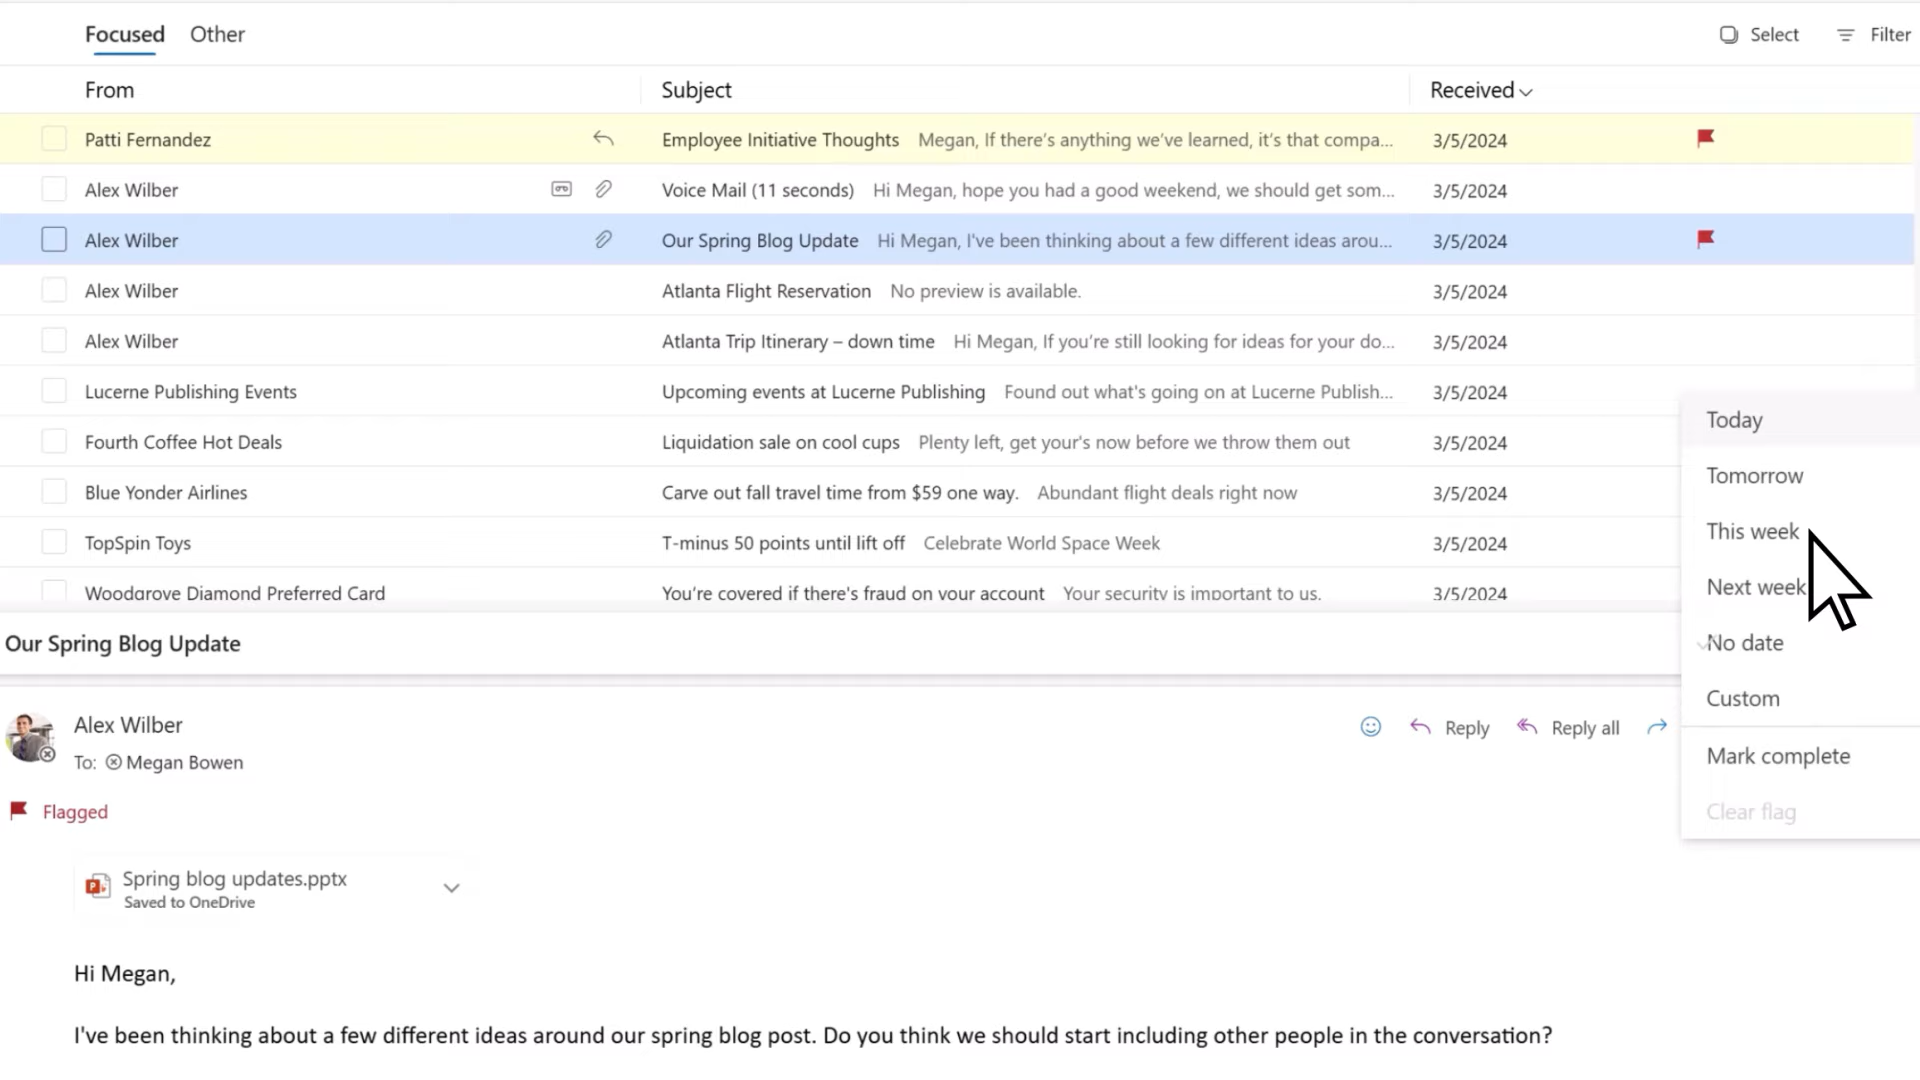 Focused Other Select Filter
From Subject Received
Patti Fernandez Employee Initiative Thoughts Megan, If there's anything we've learned, it's that compa... 3/5/2024
Alex Wilber Voice Mail (11 seconds) Hi Megan, hope you had a good weekend, we should get som... 3/5/2024
Alex Wilber Our Spring Blog Update Hi Megan, I've been thinking about a few different ideas arou... 3/5/2024
Alex Wilber Atlanta Flight Reservation No preview is available. 3/5/2024
Alex Wilber Atlanta Trip Itinerary – down time Hi Megan, If you're still looking for ideas for your do... 3/5/2024
Lucerne Publishing Events Upcoming events at Lucerne Publishing Found out what's going on at Lucerne Publish... 3/5/2024
Fourth Coffee Hot Deals Liquidation sale on cool cups Plenty left, get your's now before we throw them out 3/5/2024
Blue Yonder Airlines Carve out fall travel time from $59 one way. Abundant flight deals right now 3/5/2024
TopSpin Toys T-minus 50 points until lift off Celebrate World Space Week 3/5/2024
Woodgrove Diamond Preferred Card You're covered if there's fraud on your account Your security is important to us. 3/5/2024
Today
Tomorrow
This week
Next week
No date
Custom
Mark complete
Clear flag
Our Spring Blog Update
Alex Wilber Reply Reply all
To: Megan Bowen
Flagged
Spring blog updates.pptx
Saved to OneDrive
Hi Megan,
I've been thinking about a few different ideas around our spring blog post. Do you think we should start including other people in the conversation?